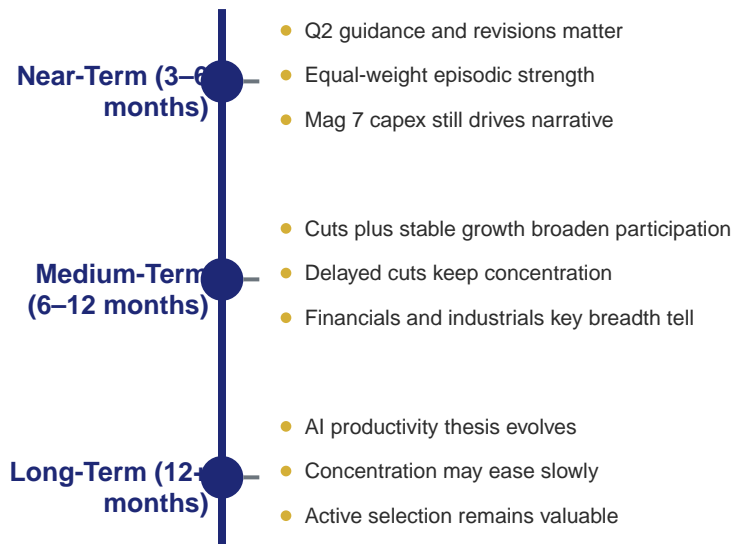 Near-Term (3–6
months)
Q2 guidance and revisions matter
Equal-weight episodic strength
Mag 7 capex still drives narrative
Medium-Term
(6–12 months)
Cuts plus stable growth broaden participation
Delayed cuts keep concentration
Financials and industrials key breadth tell
Long-Term (12+
months)
AI productivity thesis evolves
Concentration may ease slowly
Active selection remains valuable